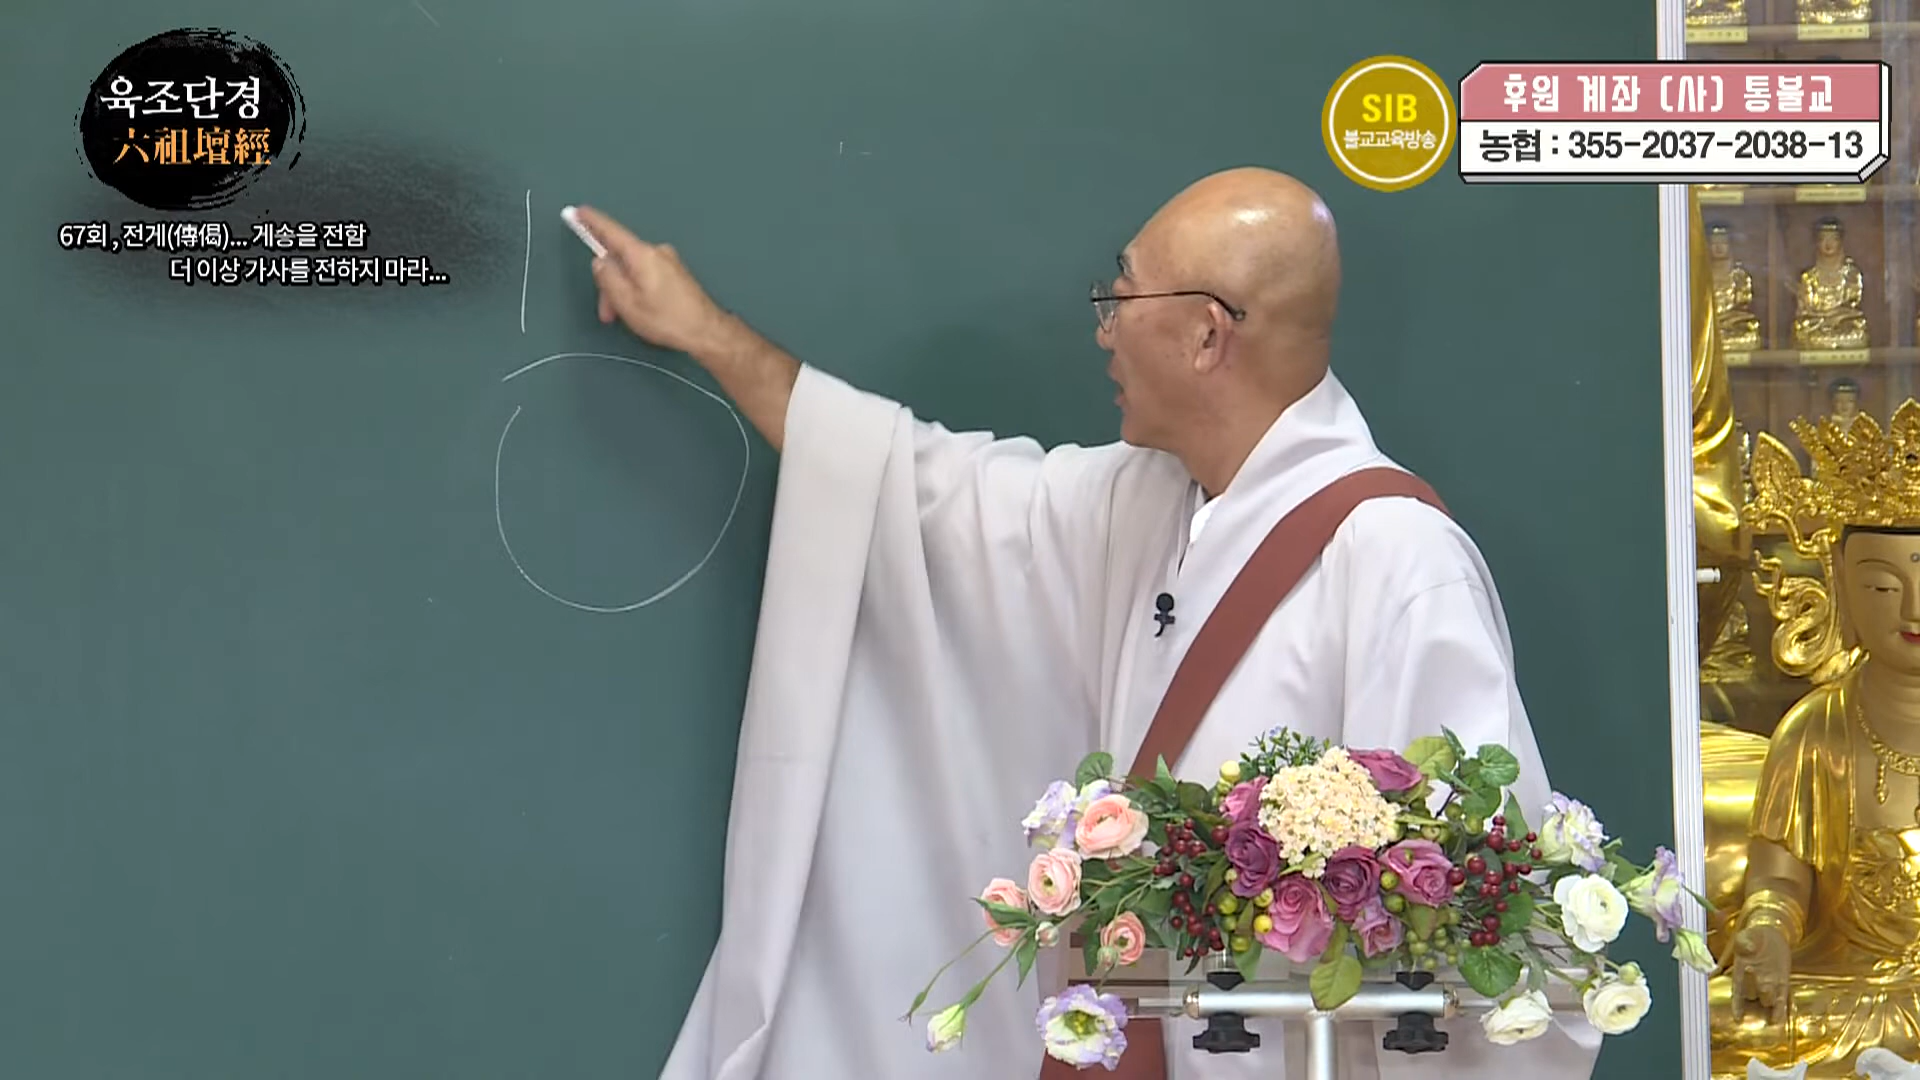 육조단경
六祖壇經
67회, 전게(傳偈)... 게송을 전함
더 이상 가사를 전하지 마라...
SIB
불교교육방송
후원 계좌 (사) 통불교
농협 : 355-2037-2038-13